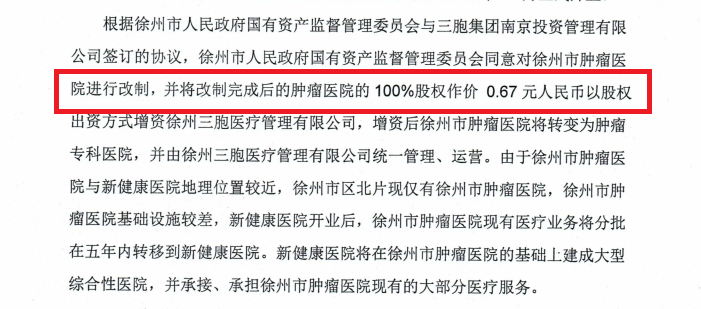 根据徐州市人民政府国有资产监督管理委员会与三胞集团南京投资管理有限
公司签订的协议，徐州市人民政府国有资产监督管理委员会同意对徐州市肿瘤医
院进行改制，并将改制完成后的肿瘤医院的 100%股权作价 0.67 元人民币以股权
出资方式增资徐州三胞医疗管理有限公司，增资后徐州市肿瘤医院将转变为肿瘤
专科医院，并由徐州三胞医疗管理有限公司统一管理、运营。由于徐州市肿瘤医
院与新健康医院地理位置较近，徐州市区北片现仅有徐州市肿瘤医院，徐州市肿
瘤医院基础设施较差，新健康医院开业后，徐州市肿瘤医院现有医疗业务将分批
在五年内转移到新健康医院。新健康医院将在徐州市肿瘤医院的基础上建成大型
综合性医院，并承接、承担徐州市肿瘤医院现有的大部分医疗服务。